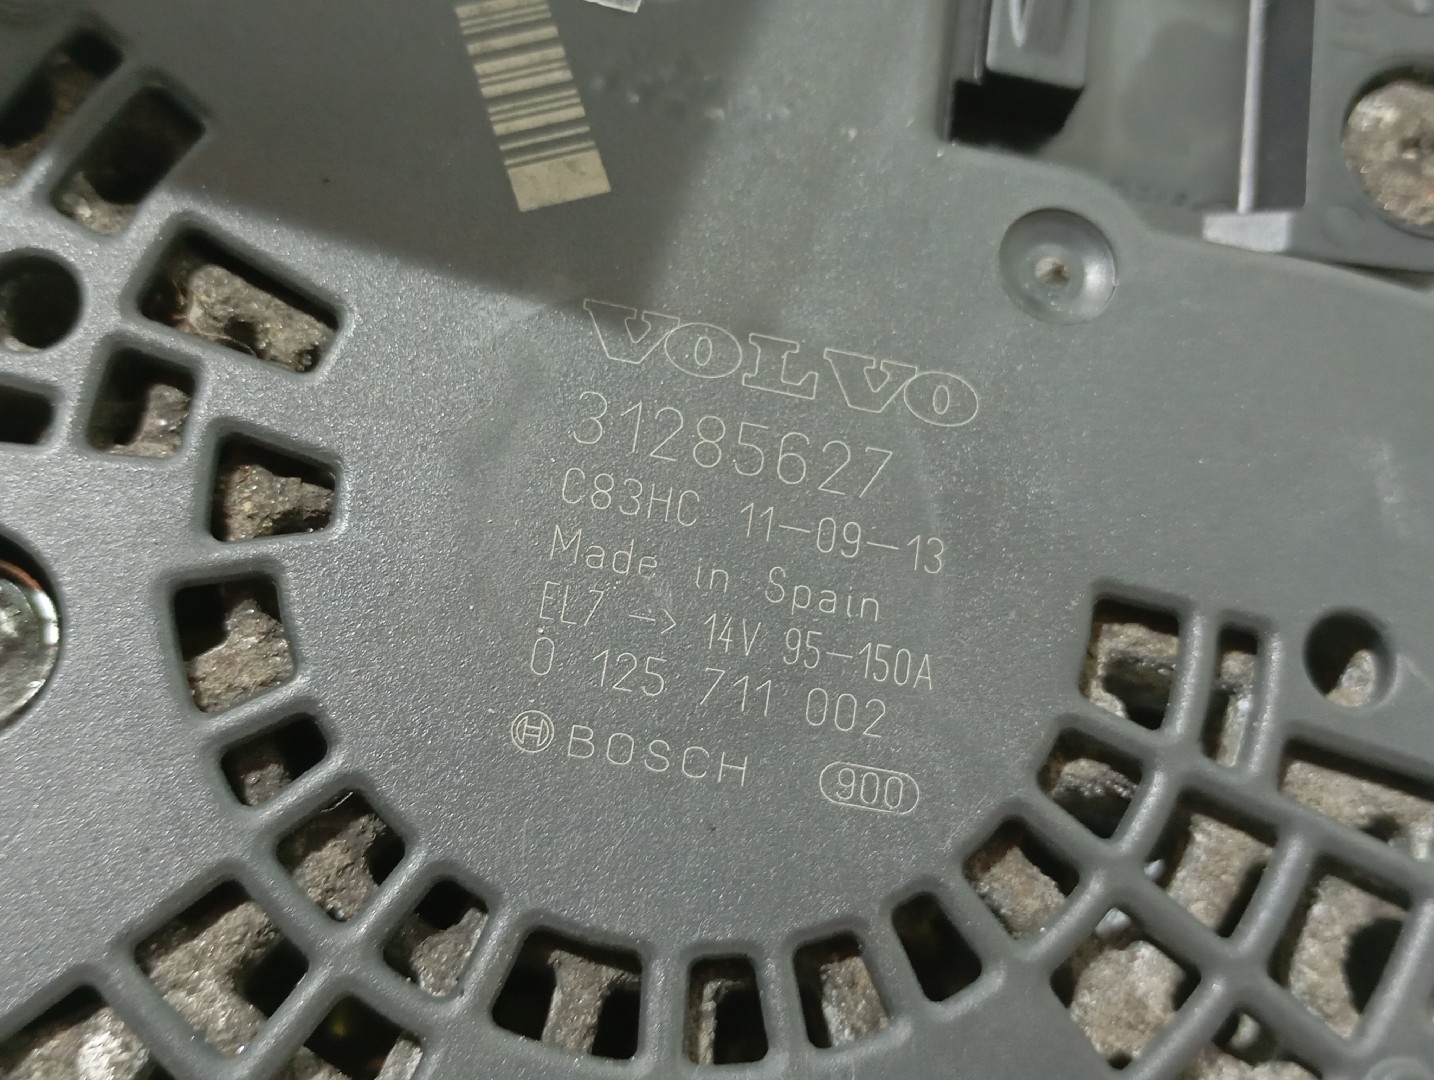 VOLVO
31285627
C83HC 11-09-13
Made in Spain
EL7 -> 14V 95-150A
0 125 711 002
BOSCH 900